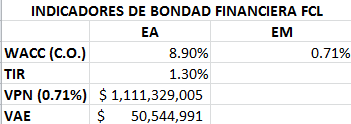 INDICADORES DE BONDAD FINANCIERA FCL
EA EM
WACC (C.O.) 8.90% 0.71%
TIR 1.30%
VPN (0.71%) $ 1,111,329,005
VAE $ 50,544,991